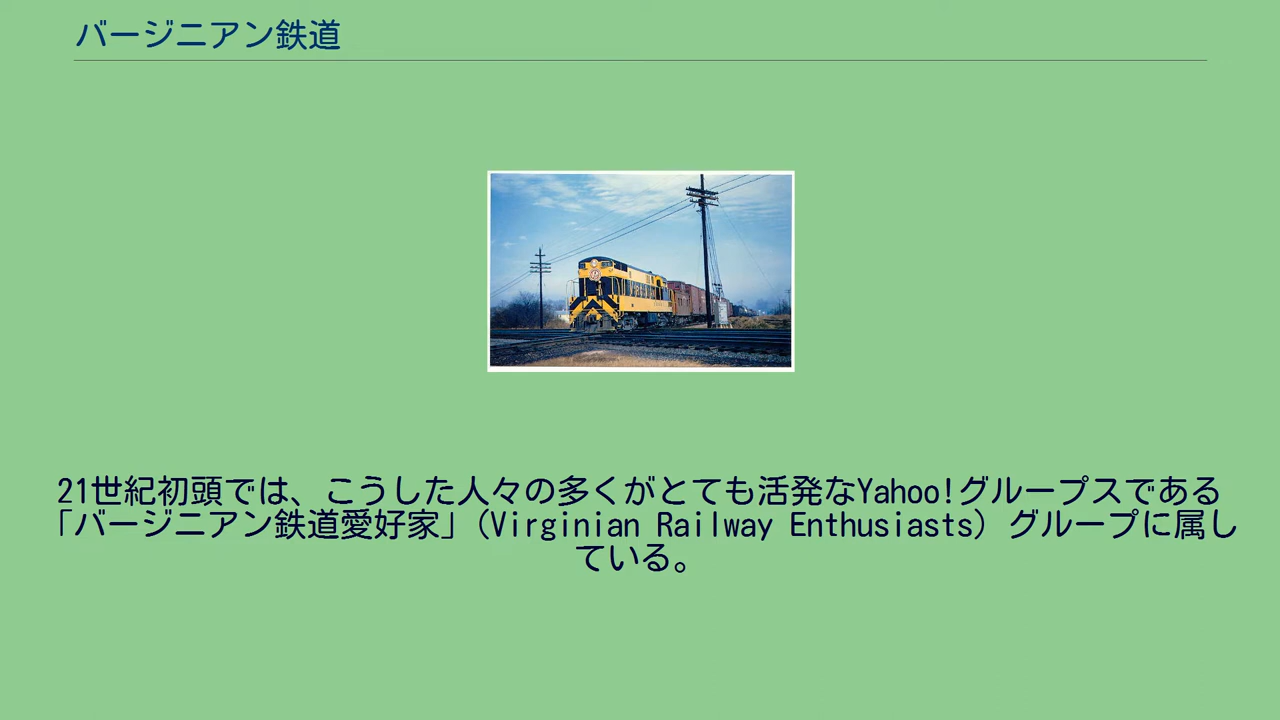 バージニアン鉄道
21世紀初頭では、こうした人々の多くがとても活発なYahoo!グループスである
「バージニアン鉄道愛好家」(Virginian Railway Enthusiasts) グループに属し
ている。